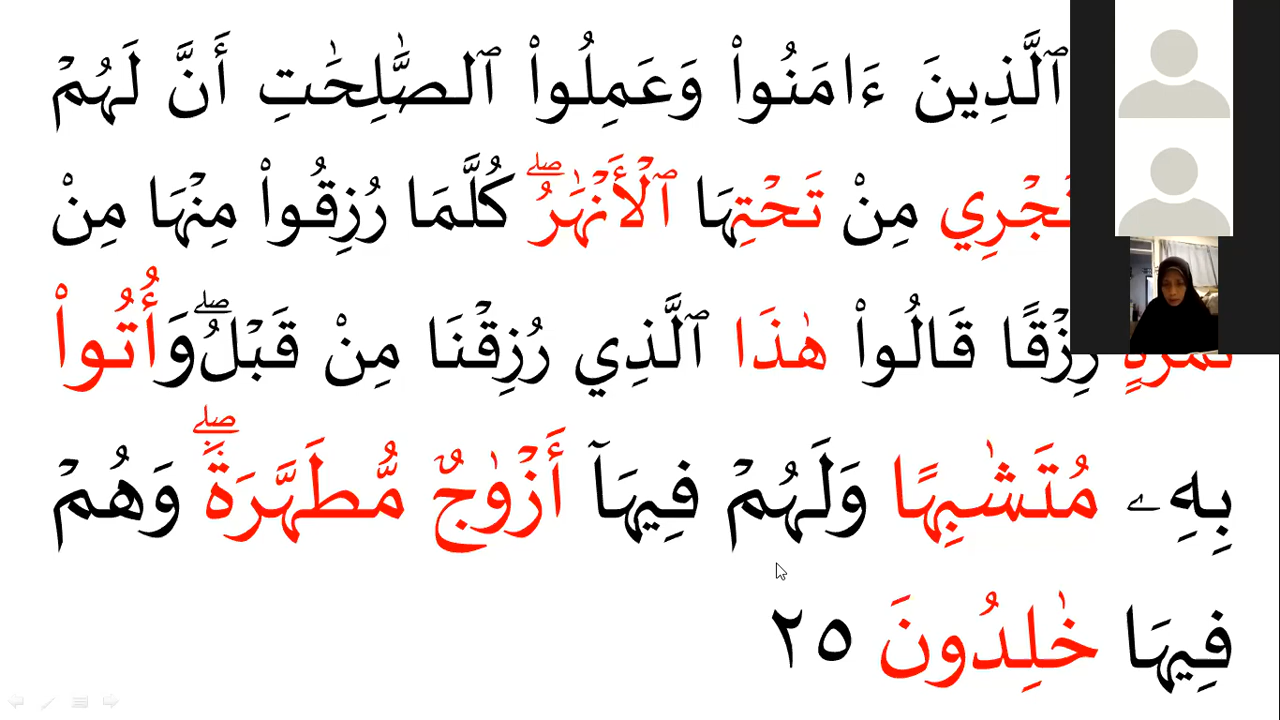 ٱلَّذِينَ ءَامَنُوا۟ وَعَمِلُوا۟ ٱلصَّٰلِحَٰتِ أَنَّ لَهُمْ
تَجْرِي مِنْ تَحْتِهَا ٱلْأَنْهَٰرُ ۖ كُلَّمَا رُزِقُوا۟ مِنْهَا مِنْ
ثَمَرَةٍ رِزْقًا قَالُوا۟ هَٰذَا ٱلَّذِي رُزِقْنَا مِنْ قَبْلُ ۖ وَأُتُوا۟
بِهِۦ مُتَشَٰبِهًا وَلَهُمْ فِيهَآ أَزْوَٰجٌ مُّطَهَّرَةٌ ۖ وَهُمْ
فِيهَا خَٰلِدُونَ ٢٥